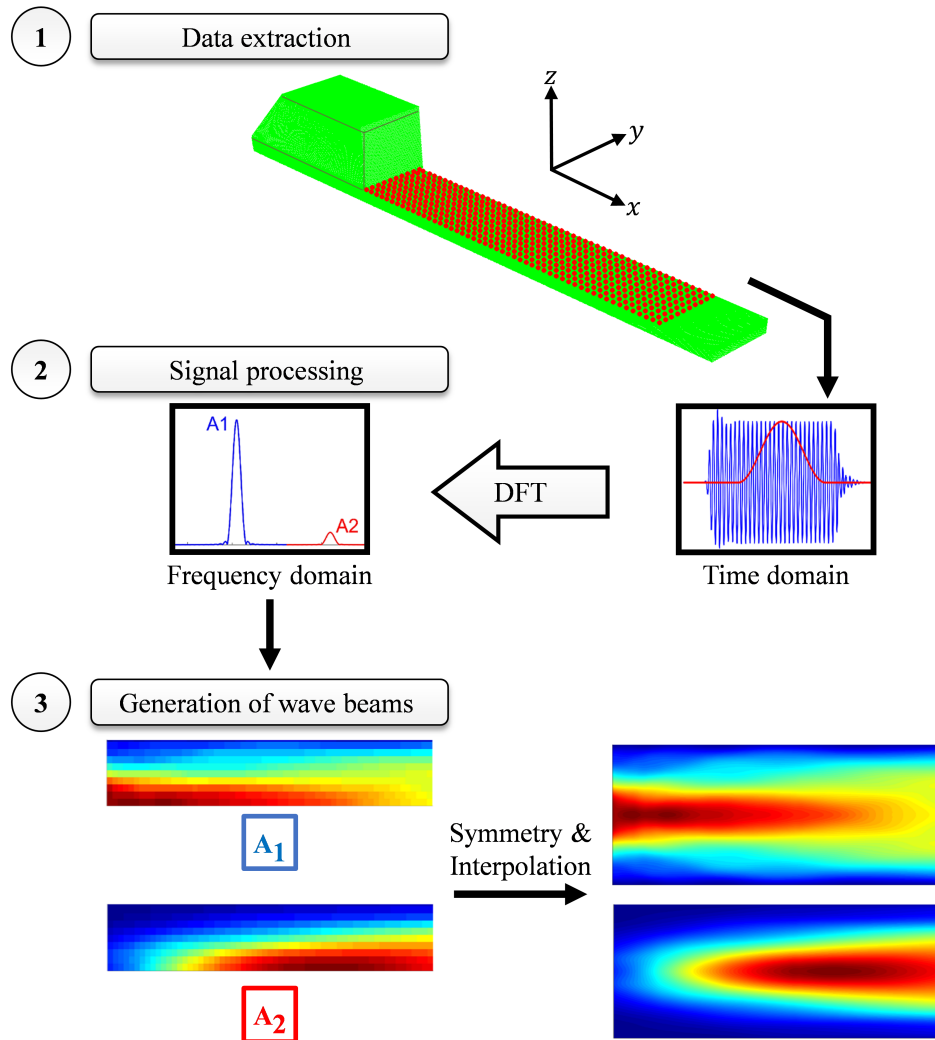 1
Data extraction
z
y
x
2
Signal processing
A1
A2
DFT
Frequency domain
Time domain
3
Generation of wave beams
A1
Symmetry &
Interpolation
A2